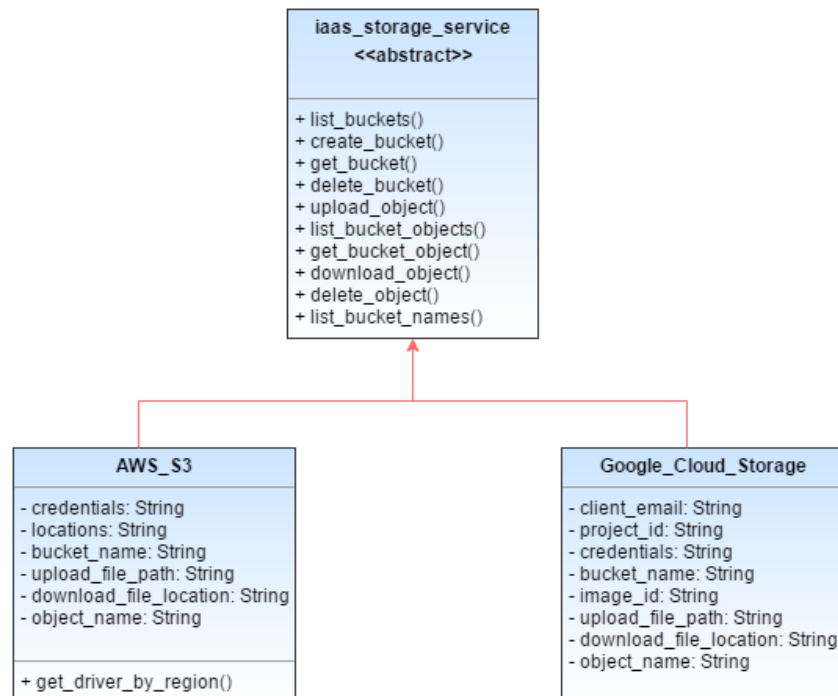 iaas_storage_service
<<abstract>>
+ list_buckets()
+ create_bucket()
+ get_bucket()
+ delete_bucket()
+ upload_object()
+ list_bucket_objects()
+ get_bucket_object()
+ download_object()
+ delete_object()
+ list_bucket_names()
AWS_S3
- credentials: String
- locations: String
- bucket_name: String
- upload_file_path: String
- download_file_location: String
- object_name: String
+ get_driver_by_region()
Google_Cloud_Storage
- client_email: String
- project_id: String
- credentials: String
- bucket_name: String
- image_id: String
- upload_file_path: String
- download_file_location: String
- object_name: String